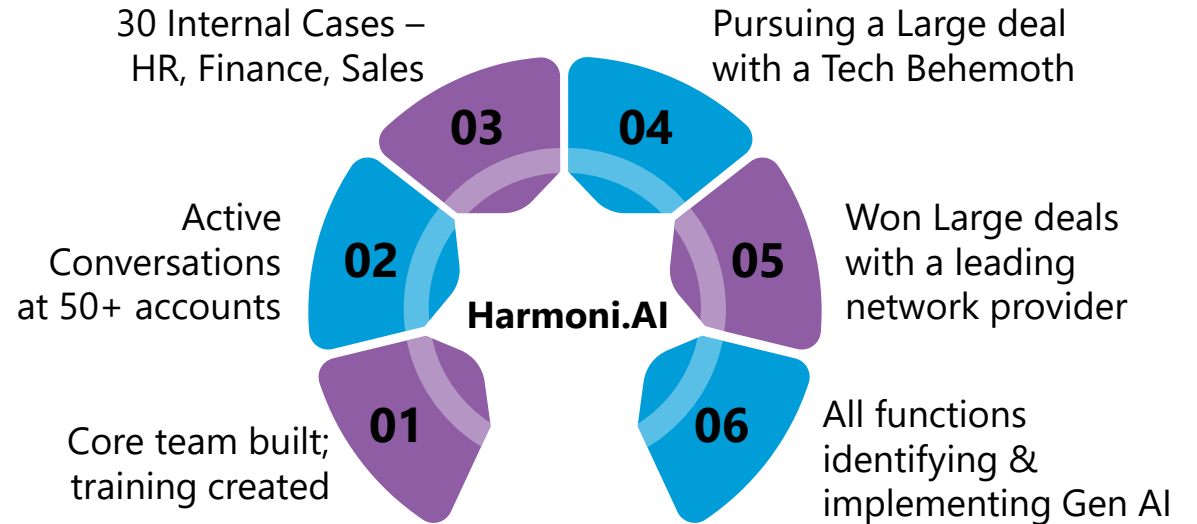 30 Internal Cases –
HR, Finance, Sales
Pursuing a Large deal
with a Tech Behemoth
03
04
Active
Conversations
at 50+ accounts
02
05
Won Large deals
with a leading
network provider
Harmoni.AI
Core team built;
training created
01
06
All functions
identifying &
implementing Gen AI